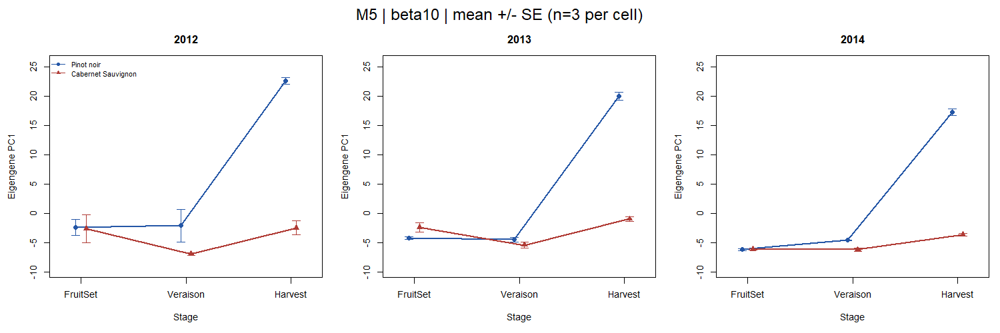 M5 | beta10 | mean +/- SE (n=3 per cell)
2012
Pinot noir
Cabernet Sauvignon
Eigengene PC1
25
20
15
10
5
0
-5
-10
FruitSet Veraison Harvest
Stage
2013
Eigengene PC1
25
20
15
10
5
0
-5
-10
FruitSet Veraison Harvest
Stage
2014
Eigengene PC1
25
20
15
10
5
0
-5
-10
FruitSet Veraison Harvest
Stage